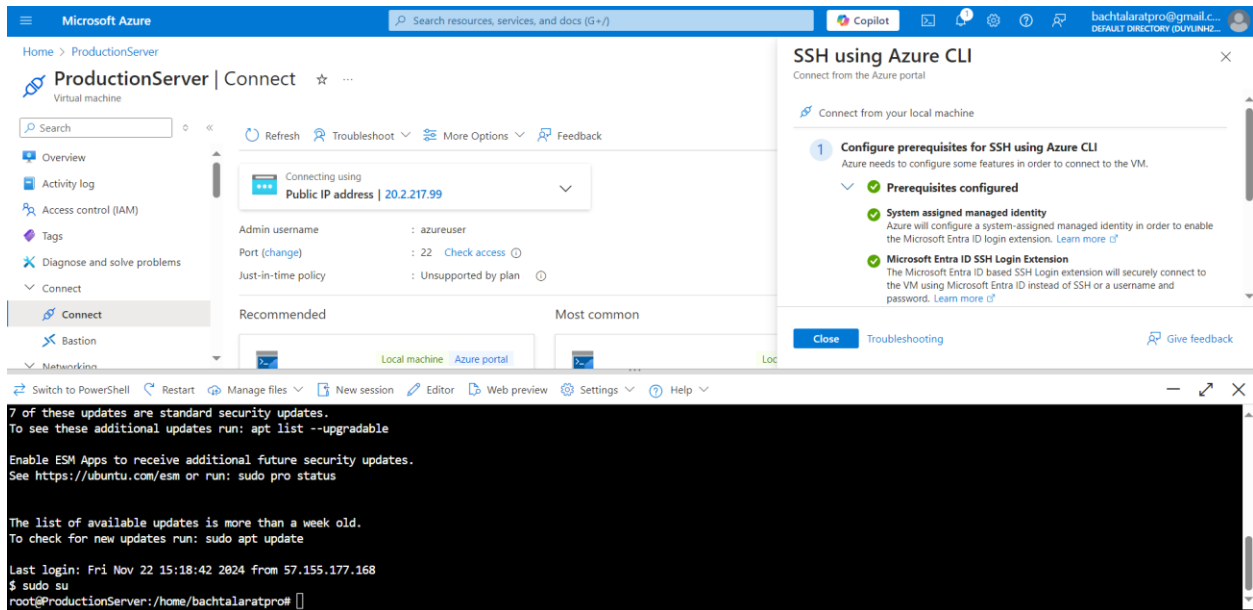 Microsoft Azure
Search resources, services, and docs (G+/)
Copilot
bachtalaratpro@gmail.c...
DEFAULT DIRECTORY (DUYLINH2...
Home > ProductionServer
ProductionServer | Connect
Virtual machine
Search
Overview
Activity log
Access control (IAM)
Tags
Diagnose and solve problems
Connect
Connect
Bastion
Networking
Refresh Troubleshoot More Options Feedback
Connecting using
Public IP address | 20.2.217.99
Admin username : azureuser
Port (change) : 22 Check access
Just-in-time policy : Unsupported by plan
Recommended Most common
Local machine Azure portal
Loc
SSH using Azure CLI
Connect from the Azure portal
Connect from your local machine
1 Configure prerequisites for SSH using Azure CLI
Azure needs to configure some features in order to connect to the VM.
Prerequisites configured
System assigned managed identity
Azure will configure a system-assigned managed identity in order to enable
the Microsoft Entra ID login extension. Learn more
Microsoft Entra ID SSH Login Extension
The Microsoft Entra ID based SSH Login extension will securely connect to
the VM using Microsoft Entra ID instead of SSH or a username and
password. Learn more
Close Troubleshooting Give feedback
Switch to PowerShell Restart Manage files New session Editor Web preview Settings Help
7 of these updates are standard security updates.
To see these additional updates run: apt list --upgradable
Enable ESM Apps to receive additional future security updates.
See https://ubuntu.com/esm or run: sudo pro status
The list of available updates is more than a week old.
To check for new updates run: sudo apt update
Last login: Fri Nov 22 15:18:42 2024 from 57.155.177.168
$ sudo su
root@ProductionServer:/home/bachtalaratpro#